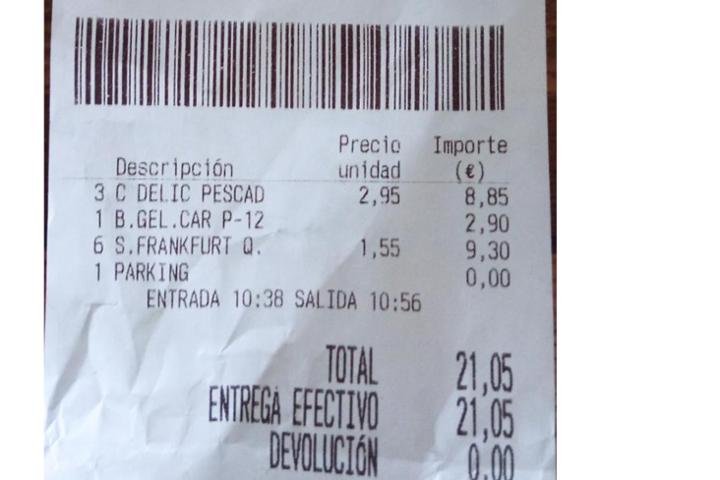 Precio Importe
Descripción unidad (€)
3 C DELIC PESCAD 2,95 8,85
1 B.GEL.CAR P-12 2,90
6 S.FRANKFURT Q. 1,55 9,30
1 PARKING 0,00
ENTRADA 10:38 SALIDA 10:56
TOTAL 21,05
ENTREGA EFECTIVO 21,05
DEVOLUCIÓN 0,00